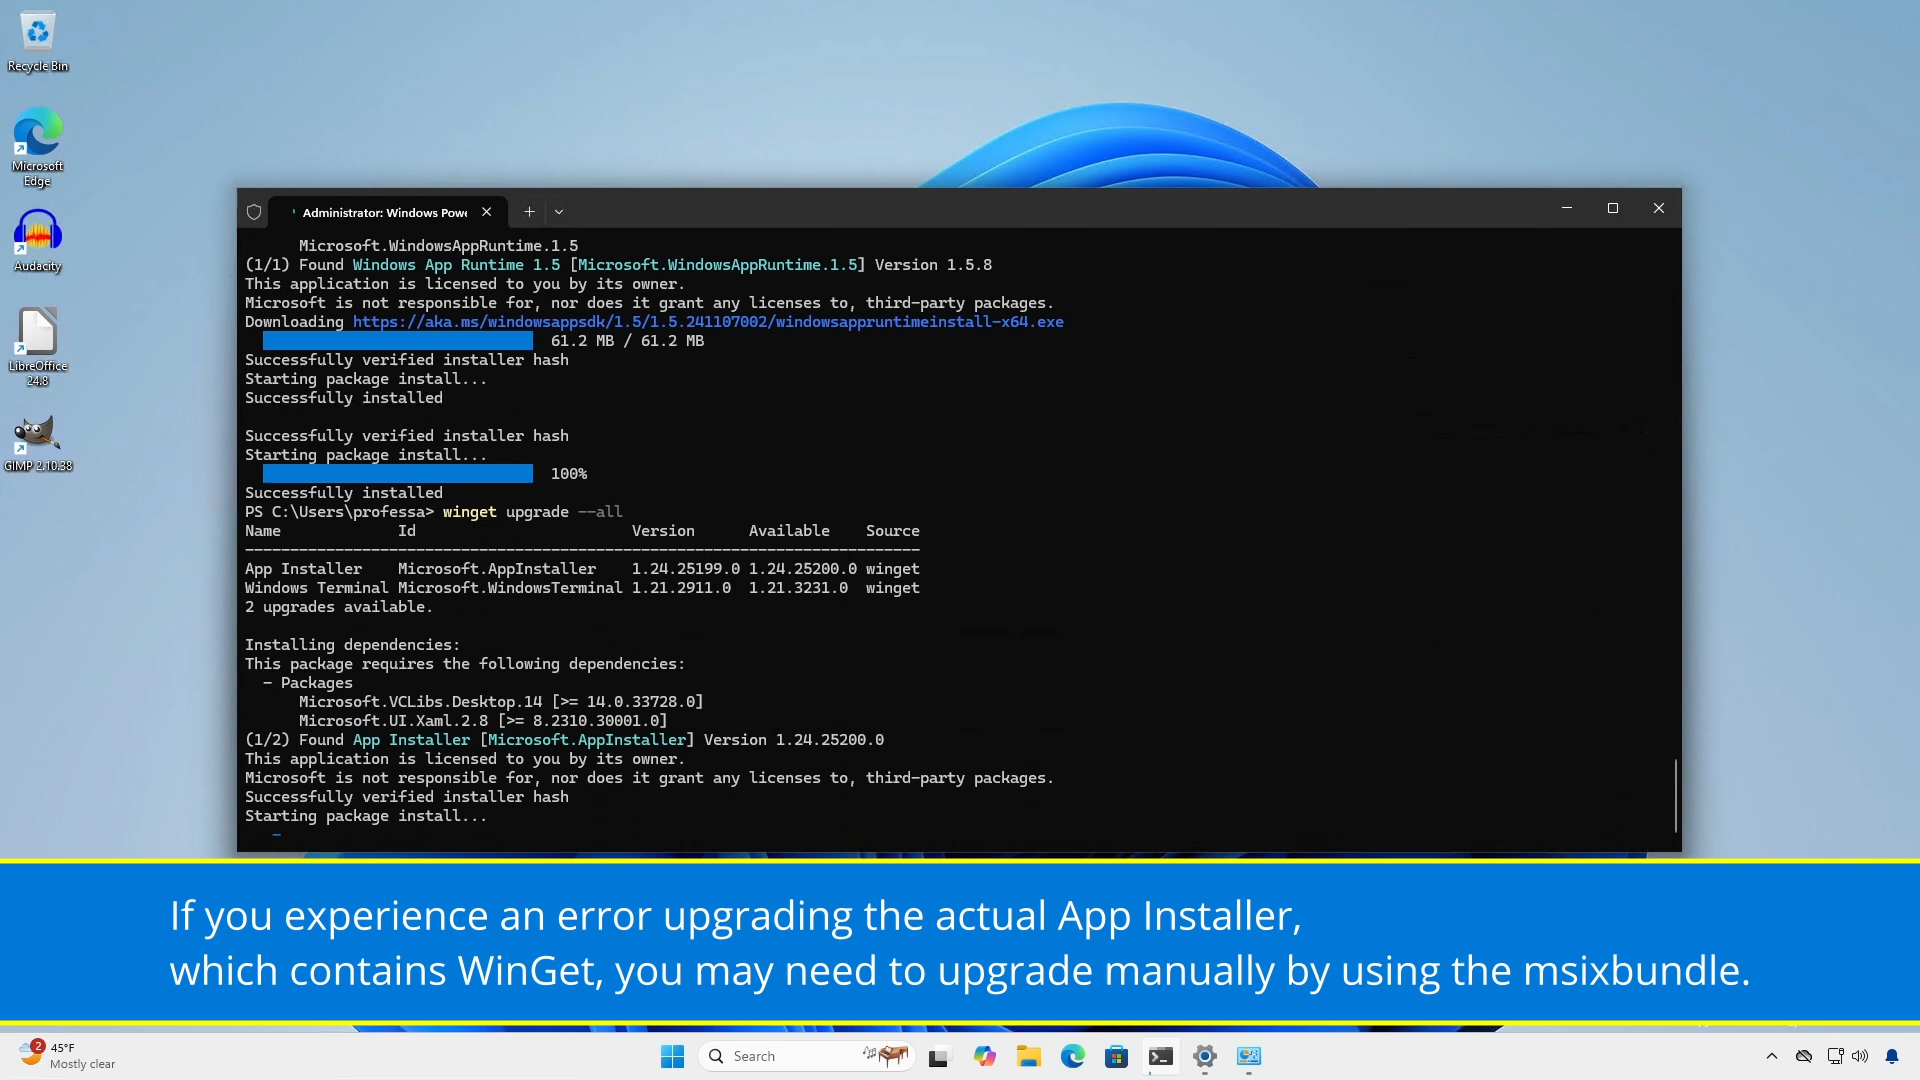 Recycle Bin
Microsoft
Edge
Audacity
LibreOffice
24.8
GIMP 2.10.38
Administrator: Windows Powe
Microsoft.WindowsAppRuntime.1.5
(1/1) Found Windows App Runtime 1.5 [Microsoft.WindowsAppRuntime.1.5] Version 1.5.8
This application is licensed to you by its owner.
Microsoft is not responsible for, nor does it grant any licenses to, third-party packages.
Downloading https://aka.ms/windowsappsdk/1.5/1.5.241107002/windowsappruntimeinstall-x64.exe
61.2 MB / 61.2 MB
Successfully verified installer hash
Starting package install...
Successfully installed
Successfully verified installer hash
Starting package install...
100%
Successfully installed
PS C:\Users\professa> winget upgrade --all
Name Id Version Available Source
--------------------------------------------------------------------------- 
App Installer Microsoft.AppInstaller 1.24.25199.0 1.24.25200.0 winget
Windows Terminal Microsoft.WindowsTerminal 1.21.2911.0 1.21.3231.0 winget
2 upgrades available.
Installing dependencies:
This package requires the following dependencies:
- Packages
Microsoft.VCLibs.Desktop.14 [>= 14.0.33728.0]
Microsoft.UI.Xaml.2.8 [>= 8.2310.30001.0]
(1/2) Found App Installer [Microsoft.AppInstaller] Version 1.24.25200.0
This application is licensed to you by its owner.
Microsoft is not responsible for, nor does it grant any licenses to, third-party packages.
Successfully verified installer hash
Starting package install...
If you experience an error upgrading the actual App Installer,
which contains WinGet, you may need to upgrade manually by using the msixbundle.
2
45°F
Mostly clear
Search